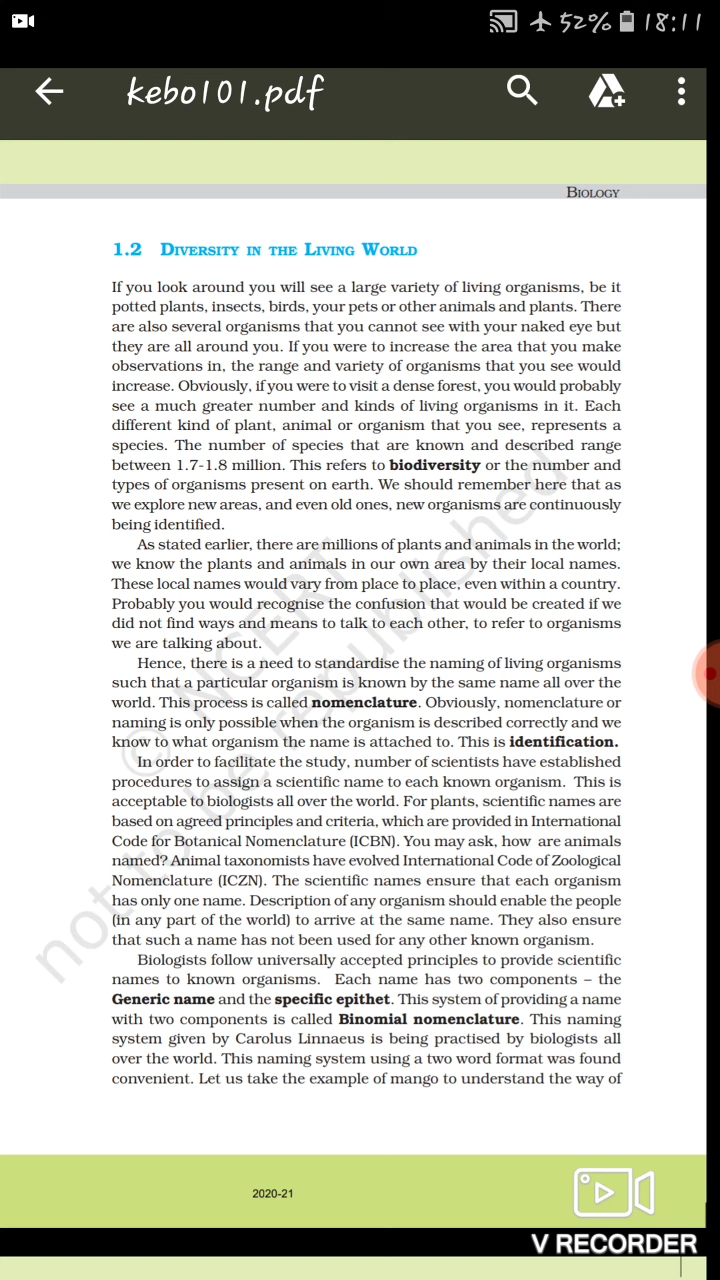 52% 18:11
kebo101.pdf
BIOLOGY
1.2 DIVERSITY IN THE LIVING WORLD
If you look around you will see a large variety of living organisms, be it
potted plants, insects, birds, your pets or other animals and plants. There
are also several organisms that you cannot see with your naked eye but
they are all around you. If you were to increase the area that you make
observations in, the range and variety of organisms that you see would
increase. Obviously, if you were to visit a dense forest, you would probably
see a much greater number and kinds of living organisms in it. Each
different kind of plant, animal or organism that you see, represents a
species. The number of species that are known and described range
between 1.7-1.8 million. This refers to biodiversity or the number and
types of organisms present on earth. We should remember here that as
we explore new areas, and even old ones, new organisms are continuously
being identified.
As stated earlier, there are millions of plants and animals in the world;
we know the plants and animals in our own area by their local names.
These local names would vary from place to place, even within a country.
Probably you would recognise the confusion that would be created if we
did not find ways and means to talk to each other, to refer to organisms
we are talking about.
Hence, there is a need to standardise the naming of living organisms
such that a particular organism is known by the same name all over the
world. This process is called nomenclature. Obviously, nomenclature or
naming is only possible when the organism is described correctly and we
know to what organism the name is attached to. This is identification.
In order to facilitate the study, number of scientists have established
procedures to assign a scientific name to each known organism. This is
acceptable to biologists all over the world. For plants, scientific names are
based on agreed principles and criteria, which are provided in International
Code for Botanical Nomenclature (ICBN). You may ask, how are animals
named? Animal taxonomists have evolved International Code of Zoological
Nomenclature (ICZN). The scientific names ensure that each organism
has only one name. Description of any organism should enable the people
(in any part of the world) to arrive at the same name. They also ensure
that such a name has not been used for any other known organism.
Biologists follow universally accepted principles to provide scientific
names to known organisms. Each name has two components – the
Generic name and the specific epithet. This system of providing a name
with two components is called Binomial nomenclature. This naming
system given by Carolus Linnaeus is being practised by biologists all
over the world. This naming system using a two word format was found
convenient. Let us take the example of mango to understand the way of
© NCERT
not to be republished
2020-21
V RECORDER